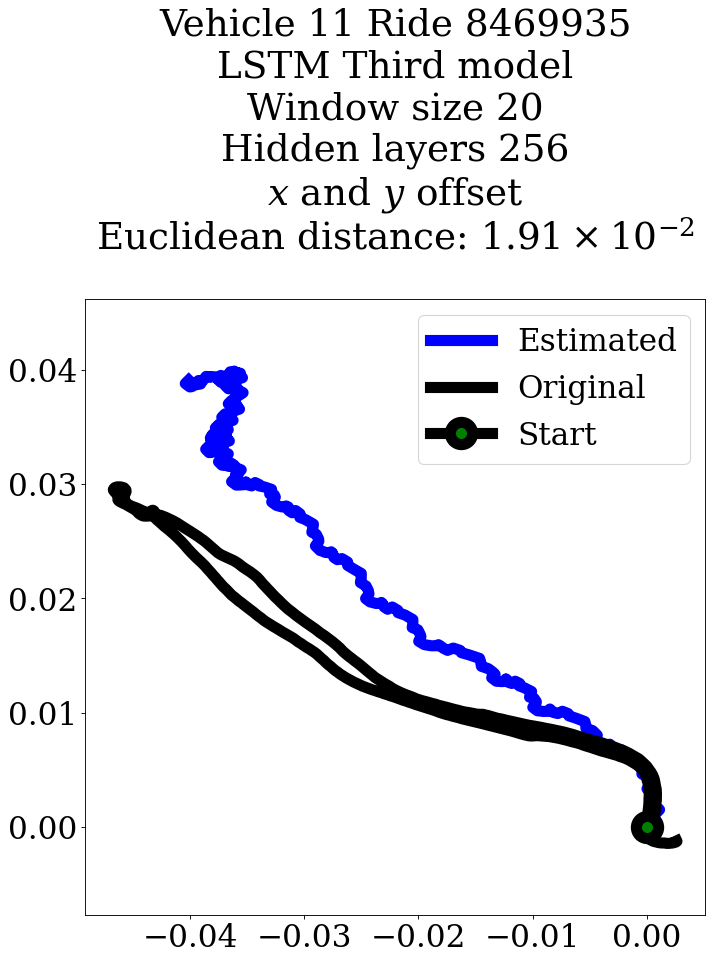 Vehicle 11 Ride 8469935
LSTM Third model
Window size 20
Hidden layers 256
x and y offset
Euclidean distance: 1.91 × 10⁻²
Estimated
Original
Start
0.04
0.03
0.02
0.01
0.00
−0.04 −0.03 −0.02 −0.01 0.00